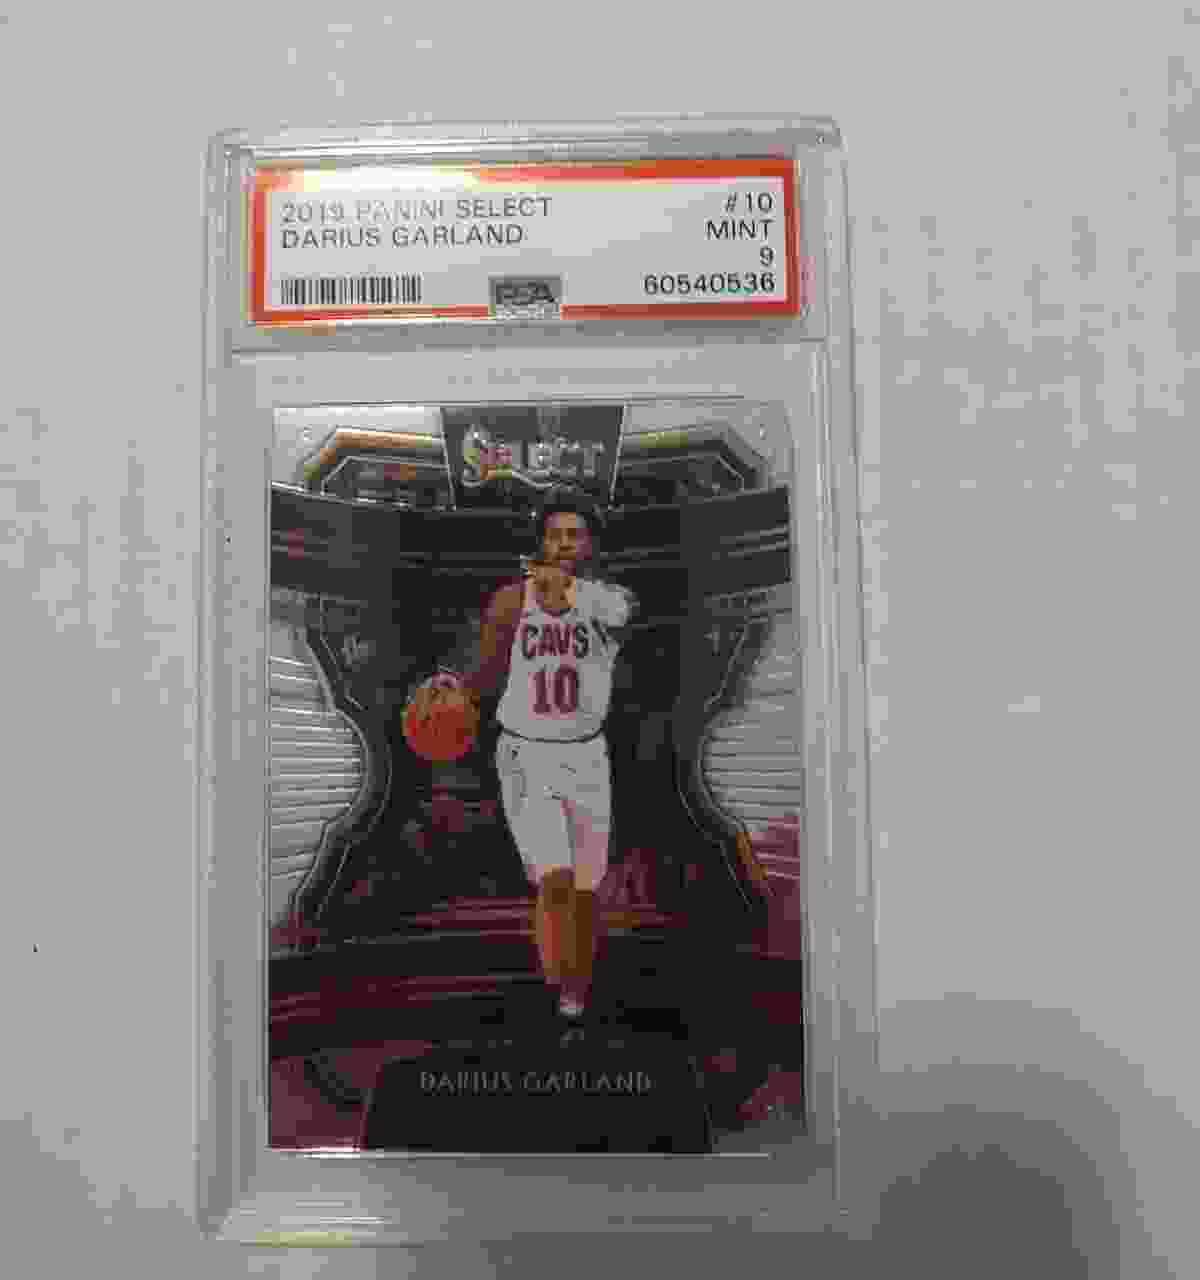 2019 PANINI SELECT
DARIUS GARLAND
#10
MINT
9
60540536
PSA
SELECT
CAVS
10
DARIUS GARLAND